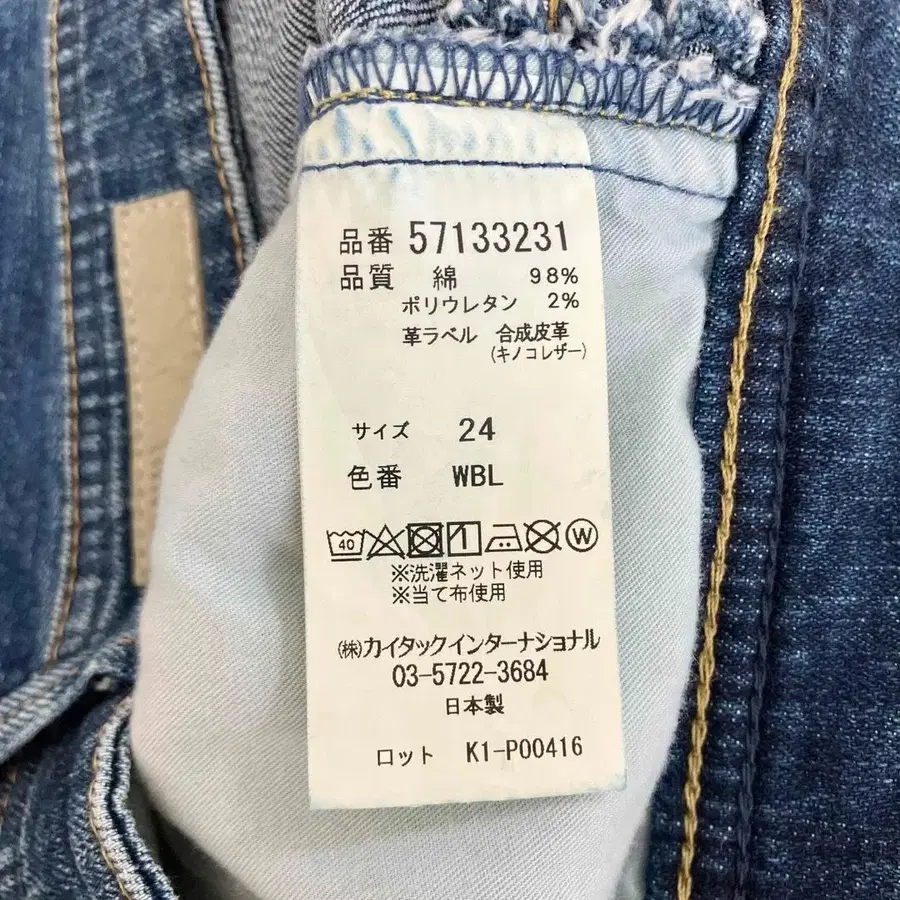 品番 57133231
品質 綿 98%
ポリウレタン 2%
革ラベル 合成皮革
(キノコレザー)
サイズ 24
色番 WBL
40 W
※洗濯ネット使用
※当て布使用
㈱カイタックインターナショナル
03-5722-3684
日本製
ロット K1-P00416